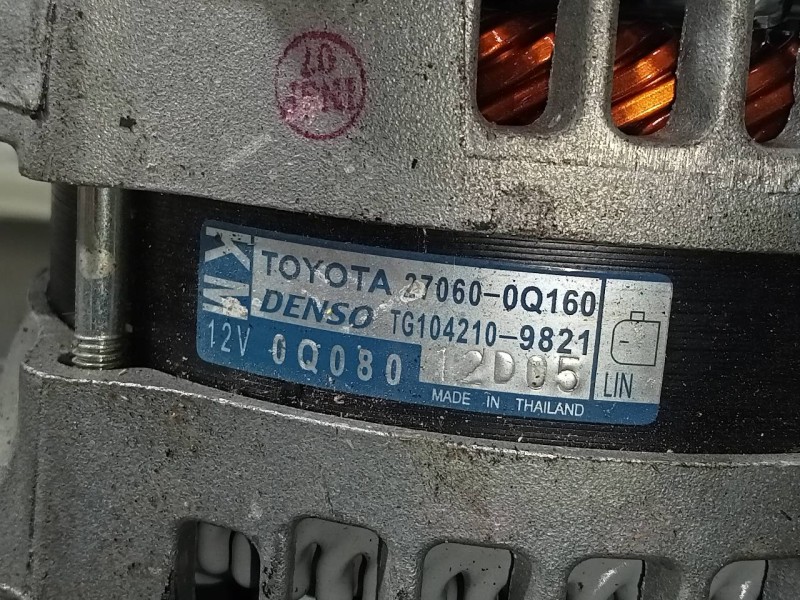 KM
TOYOTA 27060-0Q160
DENSO TG104210-9821
12V 0Q080 12D05
LIN
MADE IN THAILAND